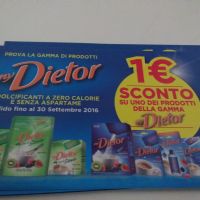 PROVA LA GAMMA DI PRODOTTI
Dietor
DOLCIFICANTI A ZERO CALORIE
E SENZA ASPARTAME
fino al 30 Settembre 2016
1€
SCONTO
SU UNO DEI PRODOTTI
DELLA GAMMA
Dietor